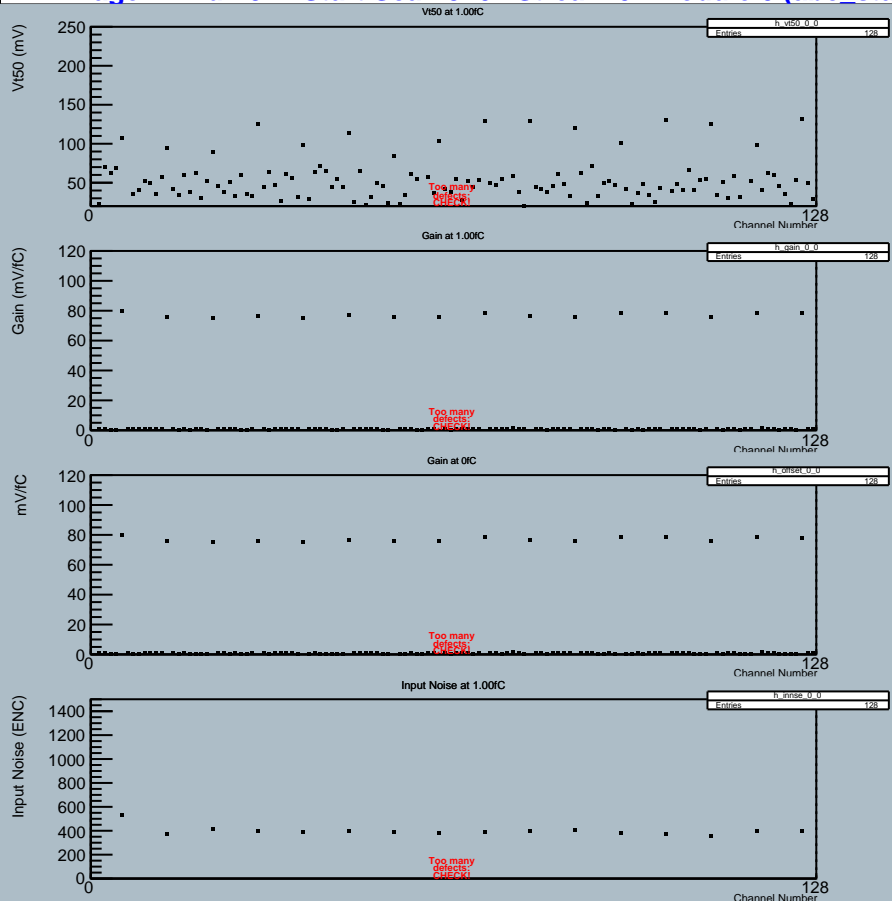 Vt50 at 1.00fC
h_vt50_0_0
Entries 128
Vt50 (mV)
250
200
150
100
50
Too many
defects:
CHECK!
0
128
Channel Number
Gain at 1.00fC
h_gain_0_0
Entries 128
Gain (mV/fC)
120
100
80
60
40
20
0
Too many
defects:
CHECK!
0
128
Channel Number
Gain at 0fC
h_offset_0_0
Entries 128
mV/fC
120
100
80
60
40
20
0
Too many
defects:
CHECK!
0
128
Channel Number
Input Noise at 1.00fC
h_innse_0_0
Entries 128
Input Noise (ENC)
1400
1200
1000
800
600
400
200
0
Too many
defects:
CHECK!
0
128
Channel Number